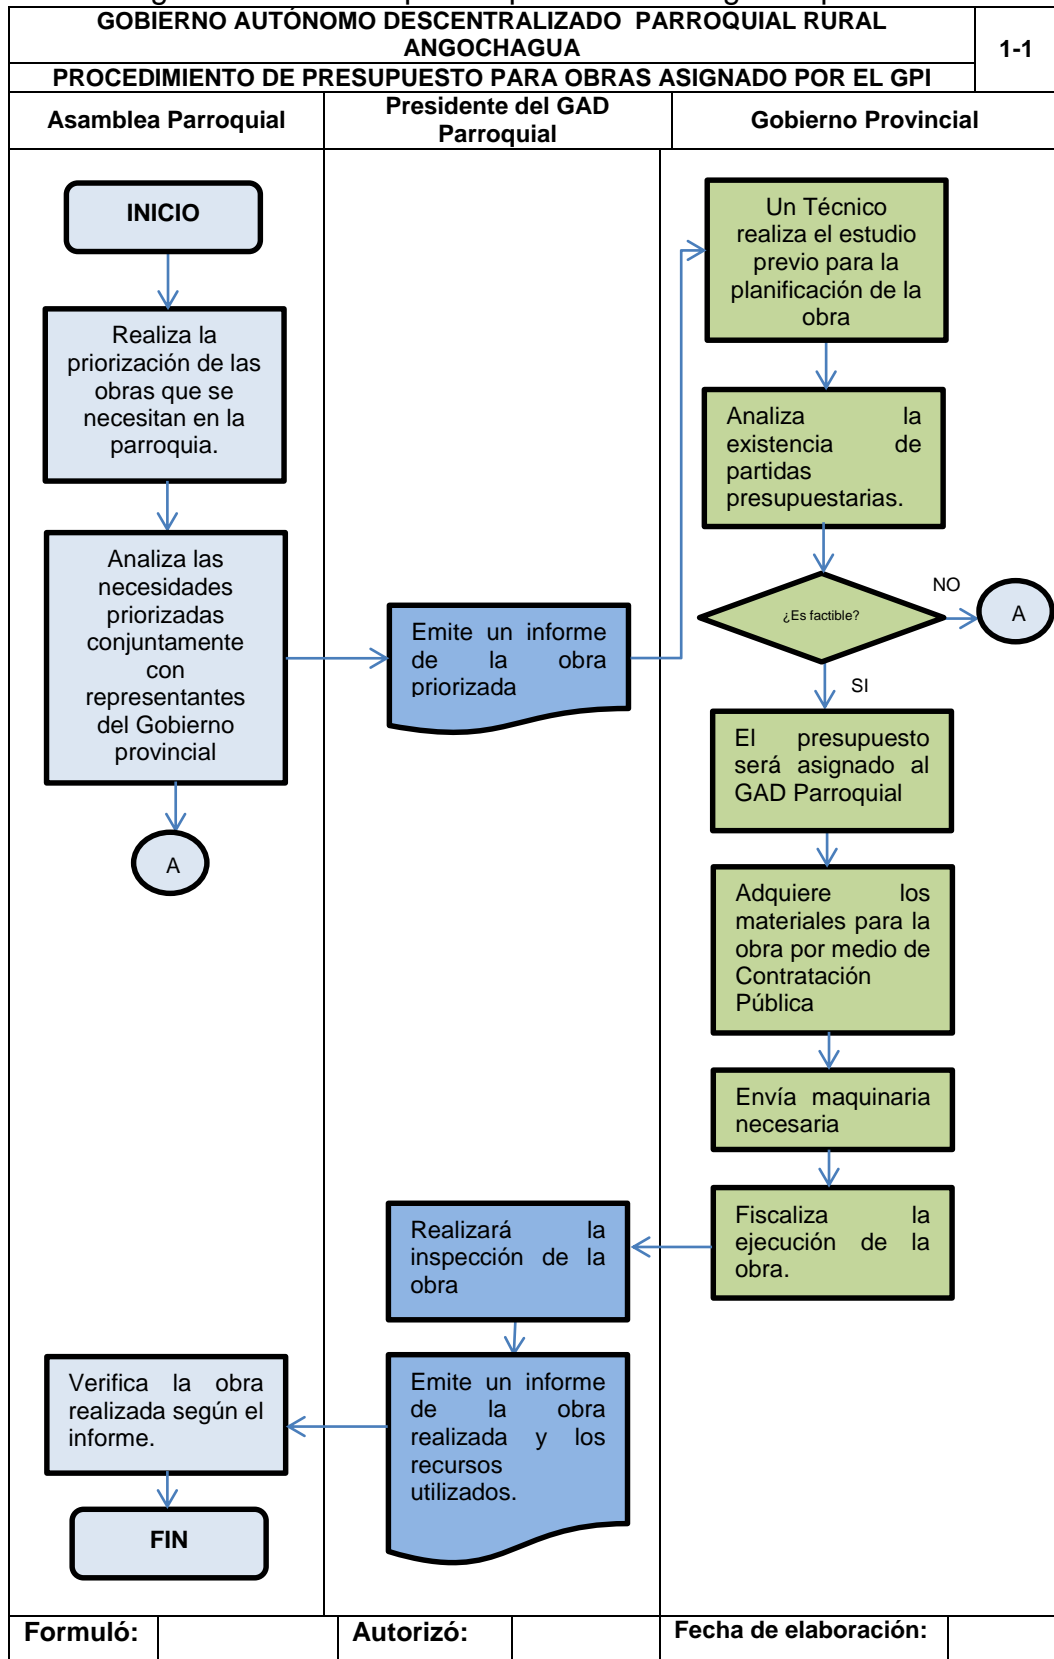 GOBIERNO AUTÓNOMO DESCENTRALIZADO PARROQUIAL RURAL
ANGOCHAGUA
1-1
PROCEDIMIENTO DE PRESUPUESTO PARA OBRAS ASIGNADO POR EL GPI
Asamblea Parroquial
Presidente del GAD
Parroquial
Gobierno Provincial
INICIO
Realiza la
priorización de las
obras que se
necesitan en la
parroquia.
Analiza las
necesidades
priorizadas
conjuntamente
con
representantes
del Gobierno
provincial
A
Emite un informe
de la obra
priorizada
Un Técnico
realiza el estudio
previo para la
planificación de la
obra
Analiza la
existencia de
partidas
presupuestarias.
¿Es factible?
NO
A
SI
El presupuesto
será asignado al
GAD Parroquial
Adquiere los
materiales para la
obra por medio de
Contratación
Pública
Envía maquinaria
necesaria
Fiscaliza la
ejecución de la
obra.
Realizará la
inspección de la
obra
Emite un informe
de la obra
realizada y los
recursos
utilizados.
Verifica la obra
realizada según el
informe.
FIN
Formuló:
Autorizó:
Fecha de elaboración: